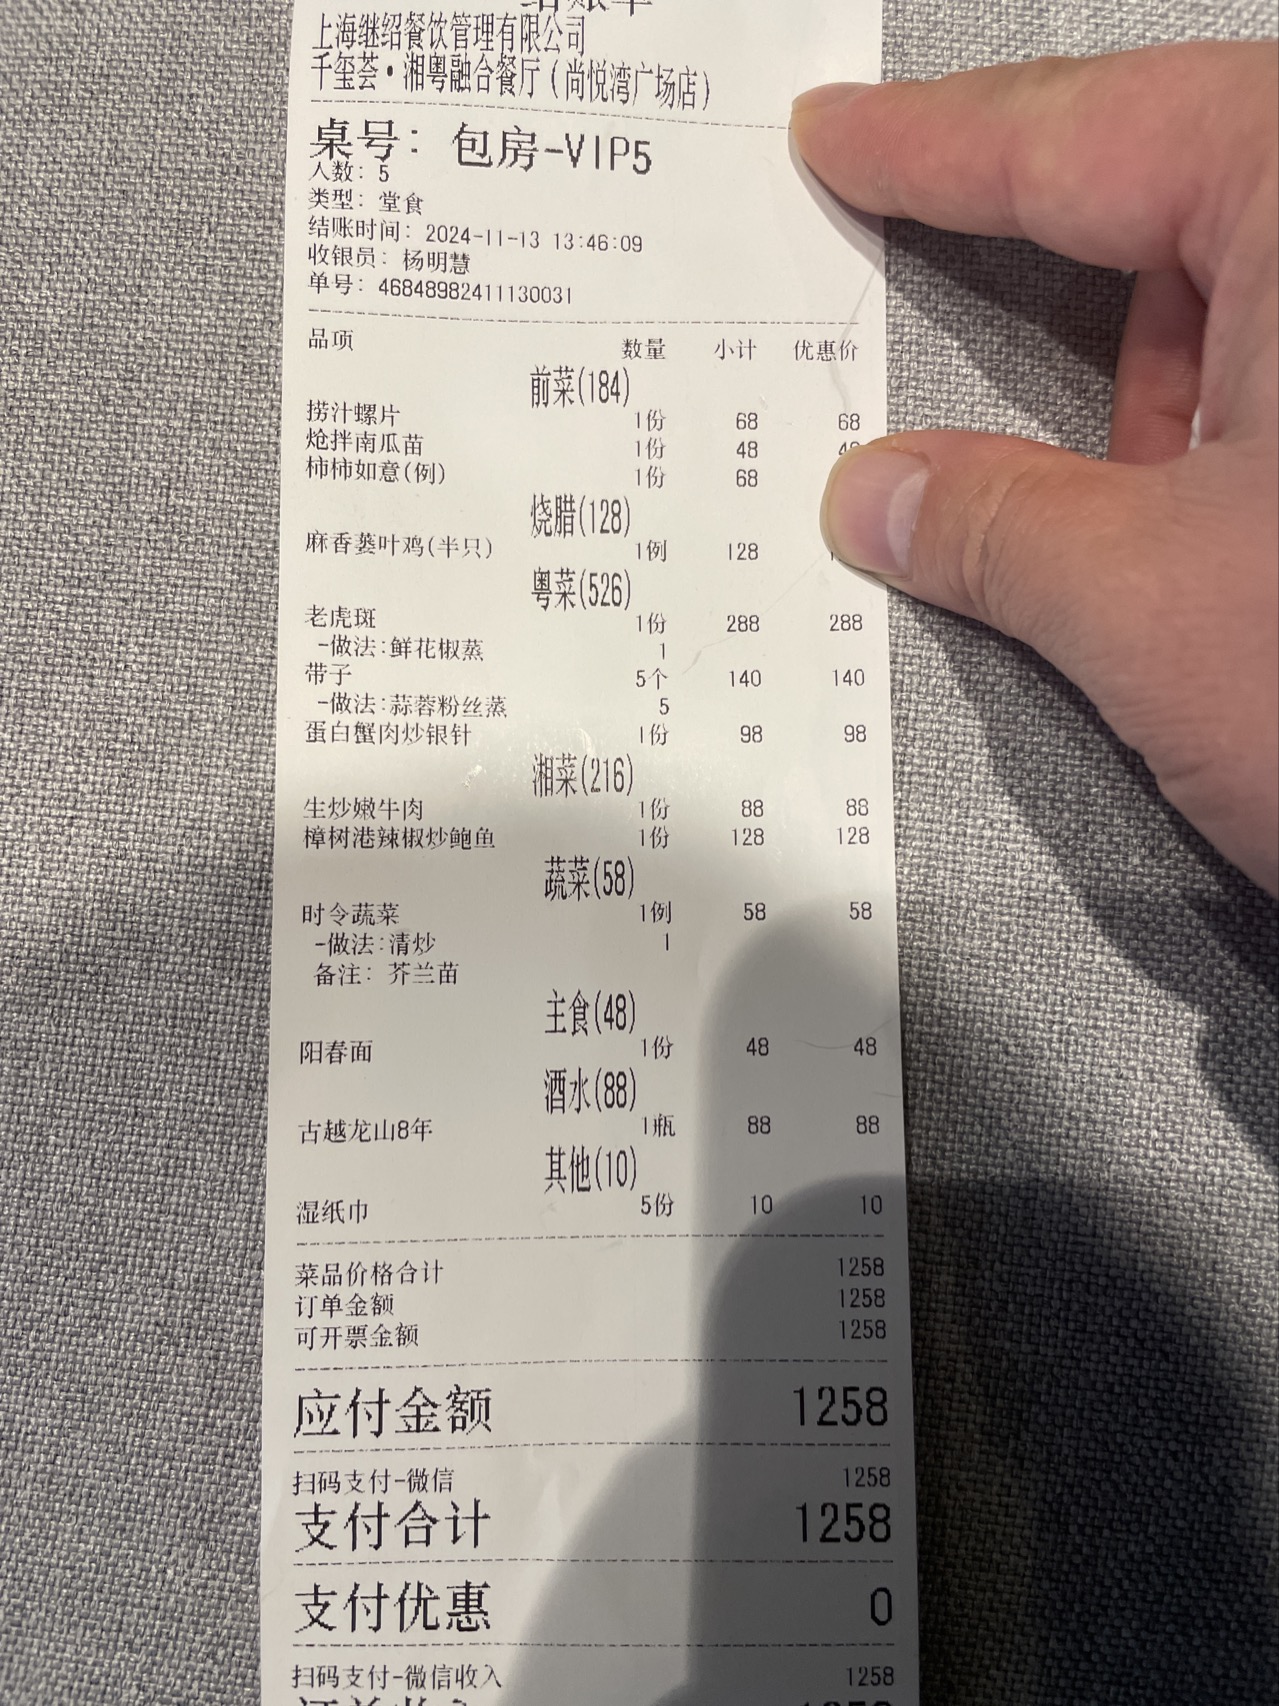 结账单
上海继绍餐饮管理有限公司
千玺荟·湘粤融合餐厅(尚悦湾广场店)
桌号: 包房-VIP5
人数: 5
类型: 堂食
结账时间: 2024-11-13 13:46:09
收银员: 杨明慧
单号: 46848982411130031
品项 数量 小计 优惠价
前菜(184)
捞汁螺片 1份 68 68
炝拌南瓜苗 1份 48 48
柿柿如意(例) 1份 68
烧腊(128)
麻香蒌叶鸡(半只) 1例 128
粤菜(526)
老虎斑 1份 288 288
-做法:鲜花椒蒸 1
带子 5个 140 140
-做法:蒜蓉粉丝蒸 5
蛋白蟹肉炒银针 1份 98 98
湘菜(216)
生炒嫩牛肉 1份 88 88
樟树港辣椒炒鲍鱼 1份 128 128
蔬菜(58)
时令蔬菜 1例 58 58
-做法:清炒 1
备注: 芥兰苗
主食(48)
阳春面 1份 48 48
酒水(88)
古越龙山8年 1瓶 88 88
其他(10)
湿纸巾 5份 10 10
菜品价格合计 1258
订单金额 1258
可开票金额 1258
应付金额 1258
扫码支付-微信 1258
支付合计 1258
支付优惠 0
扫码支付-微信收入 1258
订单收入 1258